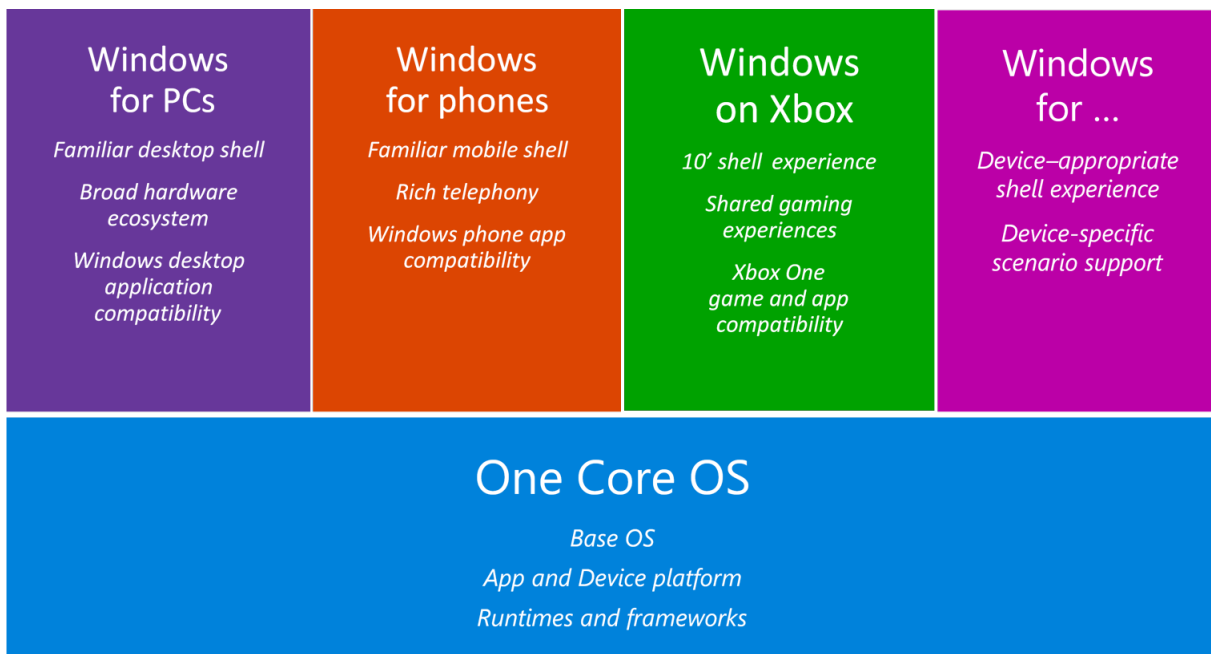 Windows
for PCs
Familiar desktop shell
Broad hardware
ecosystem
Windows desktop
application
compatibility
Windows
for phones
Familiar mobile shell
Rich telephony
Windows phone app
compatibility
Windows
on Xbox
10’ shell experience
Shared gaming
experiences
Xbox One
game and app
compatibility
Windows
for ...
Device–appropriate
shell experience
Device-specific
scenario support
One Core OS
Base OS
App and Device platform
Runtimes and frameworks